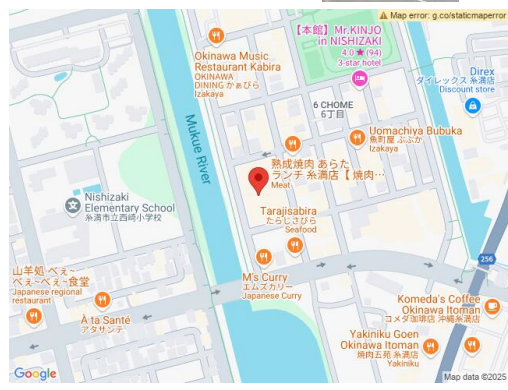 Map error: g.co/staticmaperror
【本館】Mr.KINJO
in NISHIZAKI
4.0 ★ (94)
3-star hotel
Okinawa Music
Restaurant Kabira
OKINAWA
DINING かぁびら
Izakaya
Direx
ダイレックス 糸満店
Discount store
6 CHOME
6丁目
Mukue River
Uomachiya Bubuka
魚町屋 ぶぶか
Izakaya
熟成焼肉 あらた
ランチ 糸満店【 焼肉…
Meat
Nishizaki
Elementary School
糸満市立西崎小学校
Tarajisabira
たらじさびら
Seafood
256
山羊処 べぇ~
べぇ~べぇ~食堂
Japanese regional
restaurant
M's Curry
エムズカリー
Japanese Curry
À ta Santé
アタサンテ
Komeda's Coffee
Okinawa Itoman
コメダ珈琲店 沖縄糸満店
Yakiniku Goen
Okinawa Itoman
焼肉五苑 糸満店
Yakiniku
Google
Map data ©2025